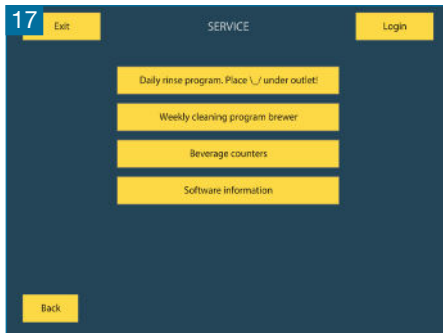 17
Exit
SERVICE
Login
Daily rinse program. Place \_/ under outlet!
Weekly cleaning program brewer
Beverage counters
Software information
Back